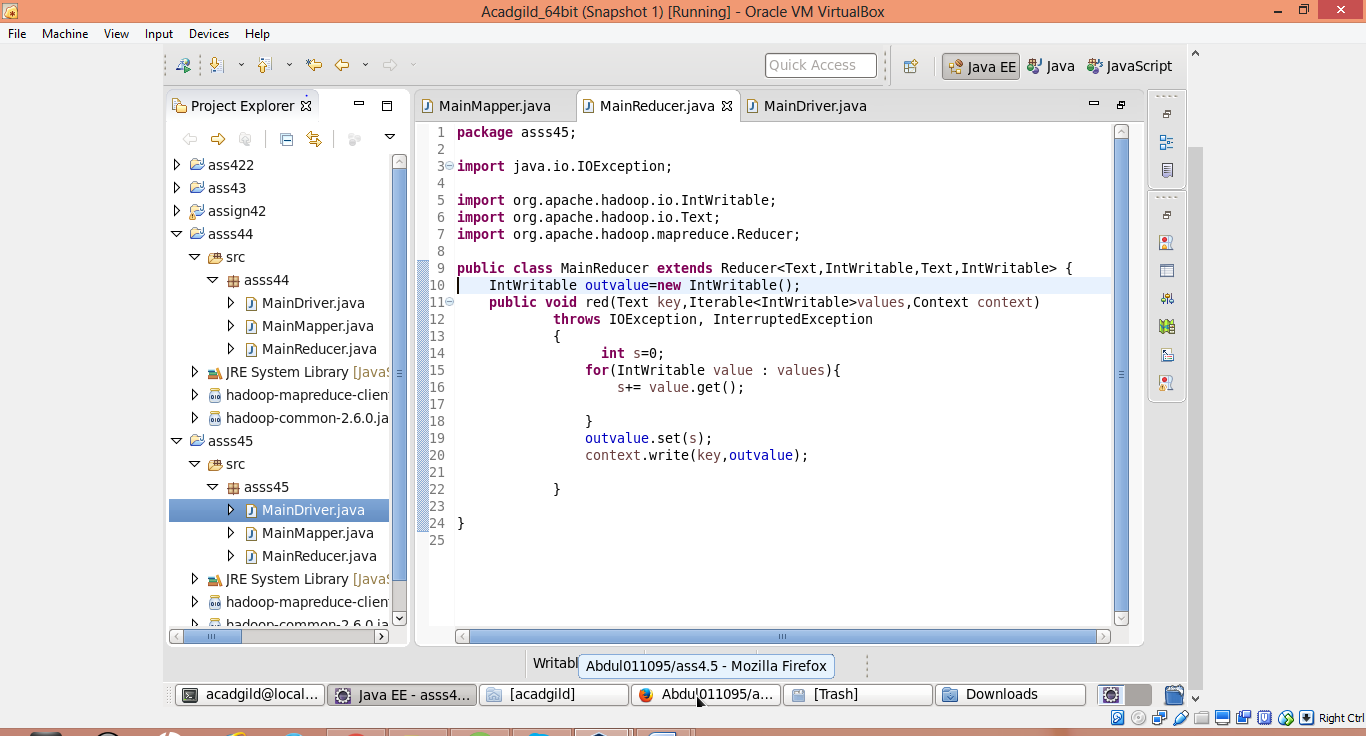 Acadgild_64bit (Snapshot 1) [Running] - Oracle VM VirtualBox
File Machine View Input Devices Help
Quick Access
Java EE
Java
JavaScript
Project Explorer
ass422
ass43
assign42
asss44
src
asss44
MainDriver.java
MainMapper.java
MainReducer.java
JRE System Library [JavaS
hadoop-mapreduce-clien
hadoop-common-2.6.0.ja
asss45
src
asss45
MainDriver.java
MainMapper.java
MainReducer.java
JRE System Library [JavaS
hadoop-mapreduce-clien
hadoop-common-2.6.0.ja
MainMapper.java MainReducer.java MainDriver.java
1 package asss45;
2
3 import java.io.IOException;
4
5 import org.apache.hadoop.io.IntWritable;
6 import org.apache.hadoop.io.Text;
7 import org.apache.hadoop.mapreduce.Reducer;
8
9 public class MainReducer extends Reducer<Text,IntWritable,Text,IntWritable> {
10 IntWritable outvalue=new IntWritable();
11 public void red(Text key,Iterable<IntWritable>values,Context context)
12 throws IOException, InterruptedException
13 {
14 int s=0;
15 for(IntWritable value : values){
16 s+= value.get();
17
18 }
19 outvalue.set(s);
20 context.write(key,outvalue);
21
22 }
23
24 }
25
Writabl
Abdul011095/ass4.5 - Mozilla Firefox
acadgild@local...
Java EE - asss4...
[acadgild]
Abdul011095/a...
[Trash]
Downloads
Right Ctrl